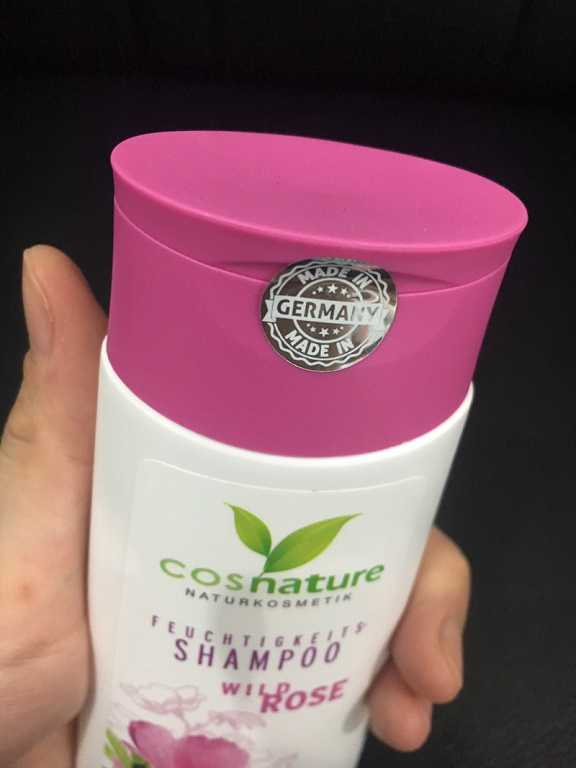 MADE IN
GERMANY
MADE IN
cosnature
NATURKOSMETIK
FEUCHTIGKEITS-
SHAMPOO
WILD
ROSE